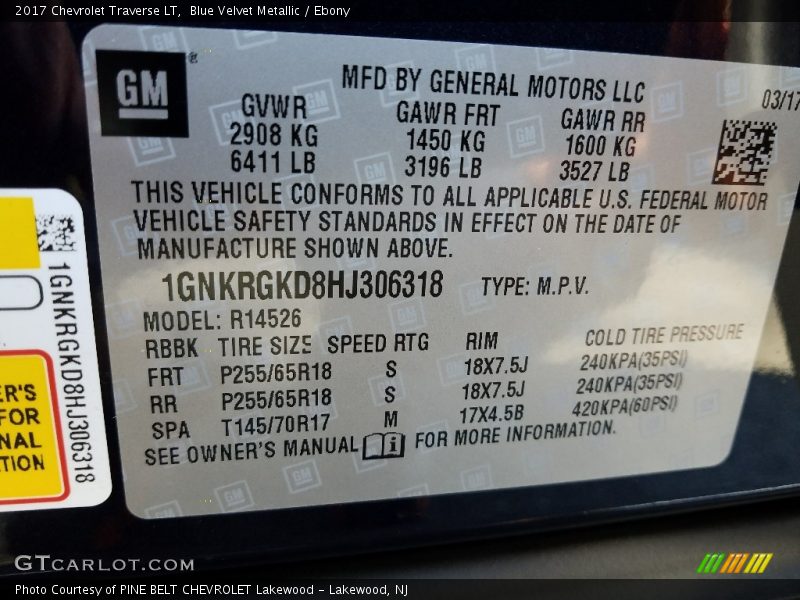 2017 Chevrolet Traverse LT, Blue Velvet Metallic / Ebony
GM
MFD BY GENERAL MOTORS LLC
03/17
GVWR GAWR FRT GAWR RR
2908 KG 1450 KG 1600 KG
6411 LB 3196 LB 3527 LB
THIS VEHICLE CONFORMS TO ALL APPLICABLE U.S. FEDERAL MOTOR
VEHICLE SAFETY STANDARDS IN EFFECT ON THE DATE OF
MANUFACTURE SHOWN ABOVE.
1GNKRGKD8HJ306318 TYPE: M.P.V.
MODEL: R14526
RBBK TIRE SIZE SPEED RTG RIM COLD TIRE PRESSURE
FRT P255/65R18 S 18X7.5J 240KPA(35PSI)
RR P255/65R18 S 18X7.5J 240KPA(35PSI)
SPA T145/70R17 M 17X4.5B 420KPA(60PSI)
SEE OWNER'S MANUAL FOR MORE INFORMATION.
1GNKRGKD8HJ306318
ER'S
FOR
NAL
TION
GTCARLOT.COM
Photo Courtesy of PINE BELT CHEVROLET Lakewood - Lakewood, NJ